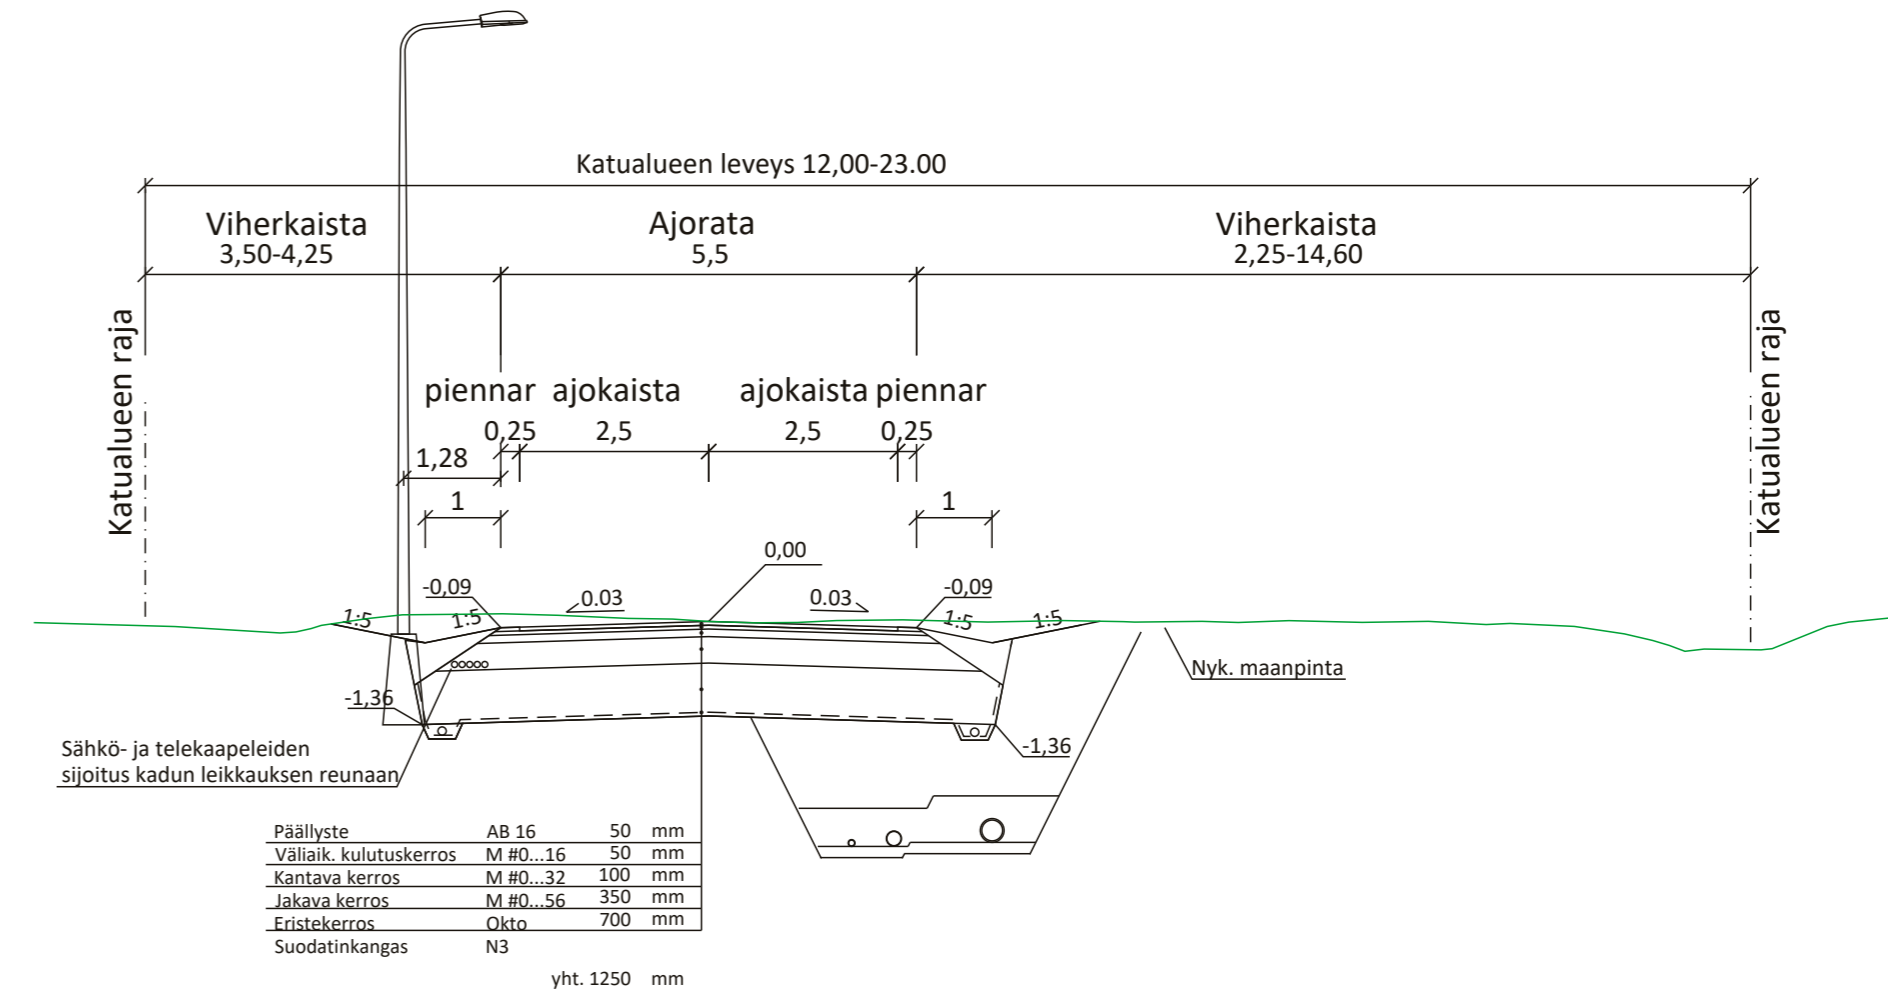 Katualueen leveys 12,00-23.00
Viherkaista
3,50-4,25
Ajorata
5,5
Viherkaista
2,25-14,60
Katualueen raja
Katualueen raja
piennar ajokaista ajokaista piennar
0,25 2,5 2,5 0,25
1,28
1 1
0,00
-0,09 0.03 0.03 -0,09
1:5 1:5 1:5 1:5
Nyk. maanpinta
-1,36
-1,36
Sähkö- ja telekaapeleiden
sijoitus kadun leikkauksen reunaan
Päällyste AB 16 50 mm
Väliaik. kulutuskerros M #0...16 50 mm
Kantava kerros M #0...32 100 mm
Jakava kerros M #0...56 350 mm
Eristekerros Okto 700 mm
Suodatinkangas N3
yht. 1250 mm